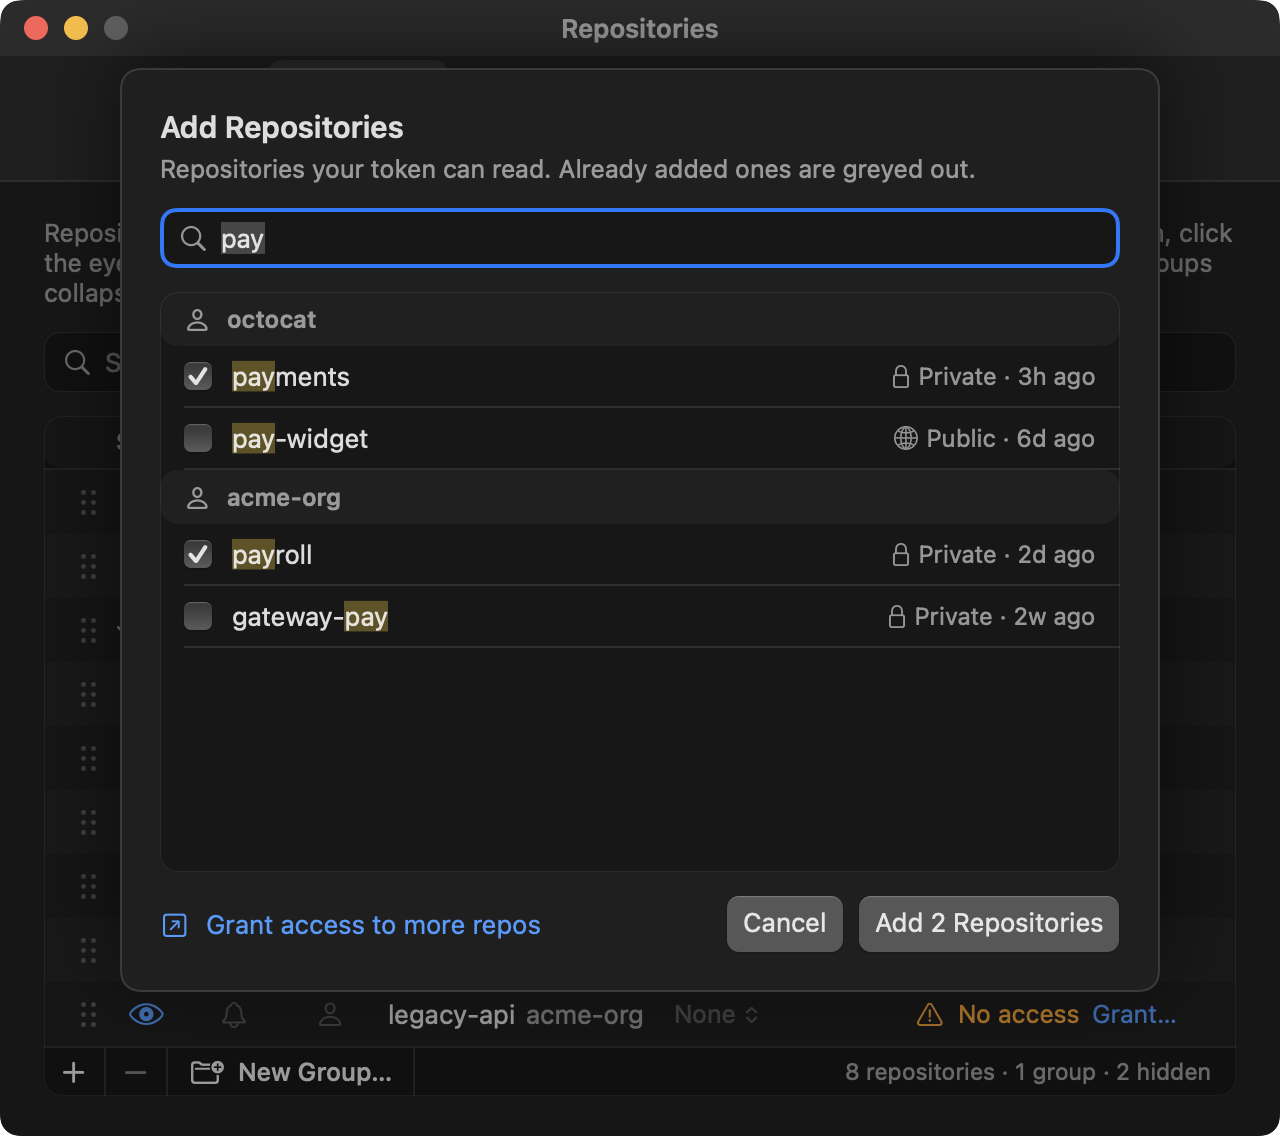 Repositories
Add Repositories
Repositories your token can read. Already added ones are greyed out.
pay
octocat
payments Private · 3h ago
pay-widget Public · 6d ago
acme-org
payroll Private · 2d ago
gateway-pay Private · 2w ago
Grant access to more repos Cancel Add 2 Repositories
click
the
legacy-api acme-org None No access Grant...
New Group... 8 repositories · 1 group · 2 hidden